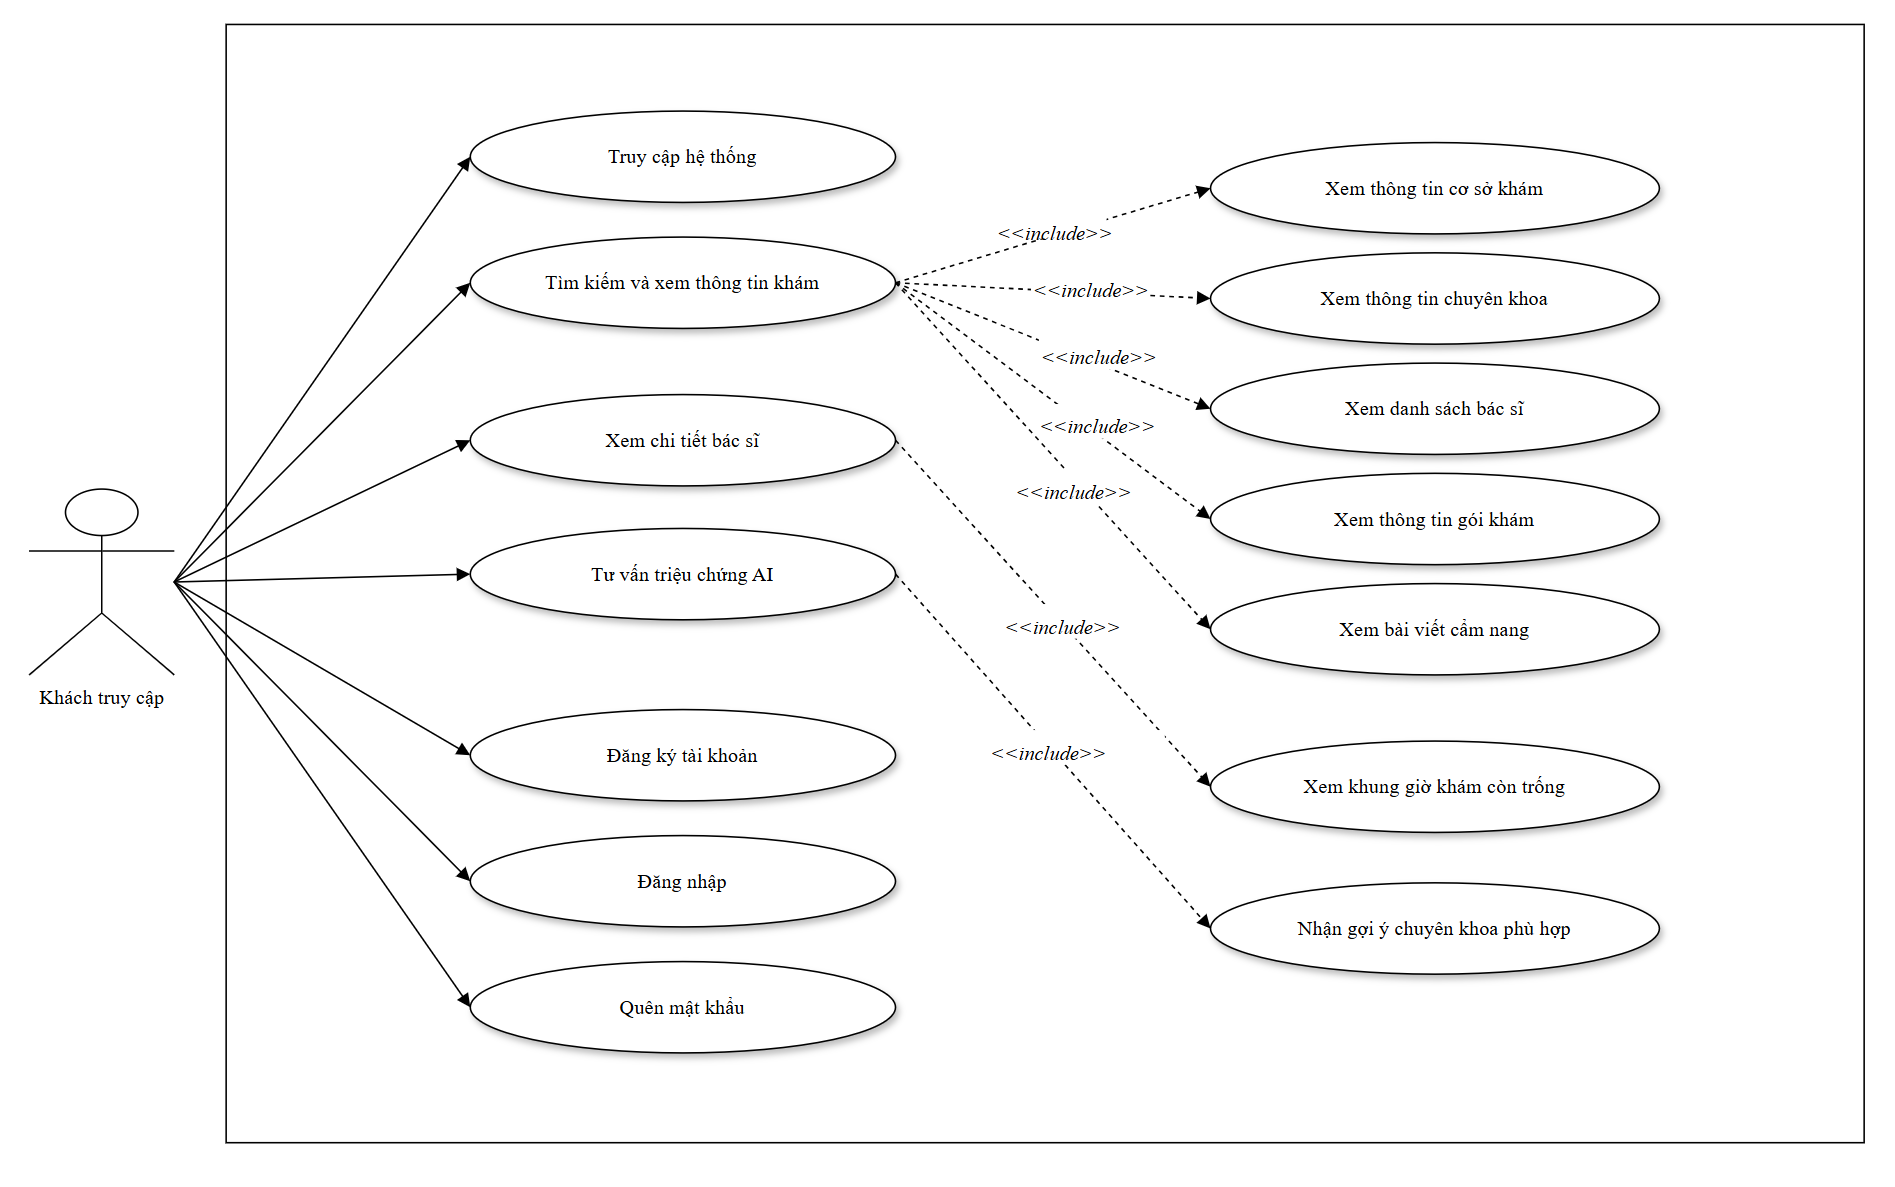 Truy cập hệ thống
Xem thông tin cơ sở khám
<<include>>
Tìm kiếm và xem thông tin khám
<<include>>
Xem thông tin chuyên khoa
<<include>>
Xem danh sách bác sĩ
<<include>>
Xem chi tiết bác sĩ
<<include>>
Xem thông tin gói khám
Tư vấn triệu chứng AI
<<include>>
Xem bài viết cẩm nang
Khách truy cập
<<include>>
Đăng ký tài khoản
Xem khung giờ khám còn trống
Đăng nhập
Nhận gợi ý chuyên khoa phù hợp
Quên mật khẩu